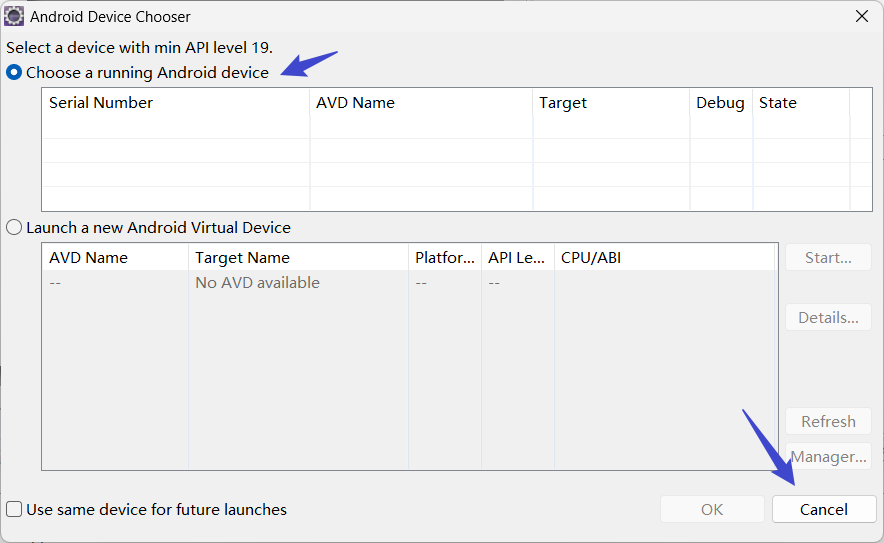 Android Device Chooser
Select a device with min API level 19.
Choose a running Android device
Serial Number AVD Name Target Debug State
Launch a new Android Virtual Device
AVD Name Target Name Platfor... API Le... CPU/ABI
-- No AVD available -- --
Start...
Details...
Refresh
Manager...
Use same device for future launches
OK Cancel